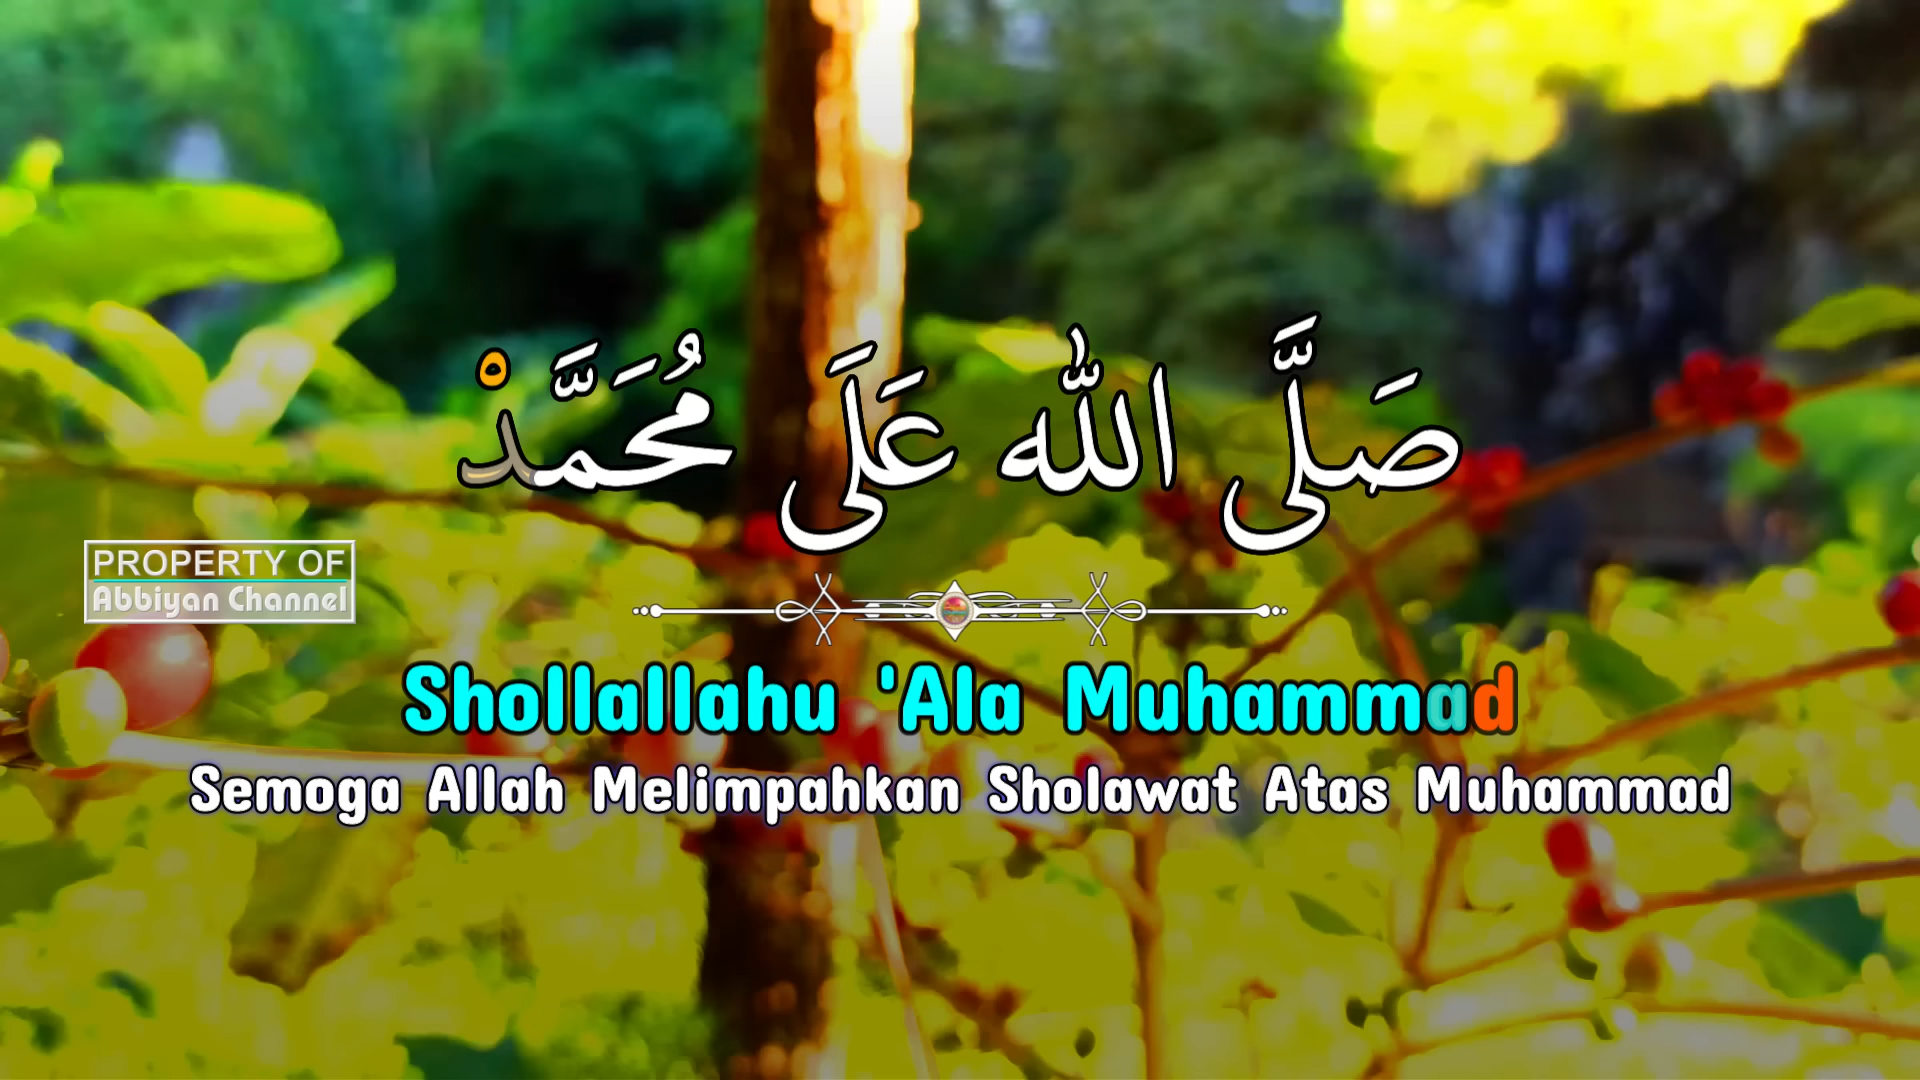 صَلَّى اللّٰه عَلَى مُحَمَّدْ
PROPERTY OF
Abbiyan Channel
Shollallahu 'Ala Muhammad
Semoga Allah Melimpahkan Sholawat Atas Muhammad